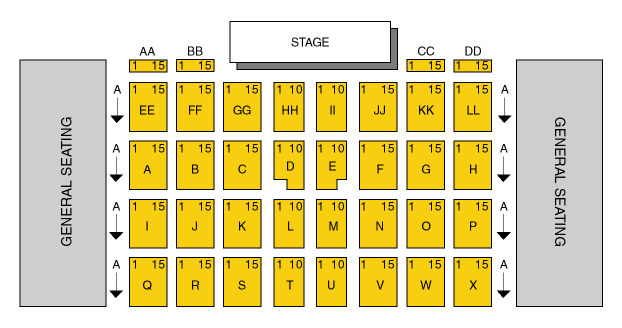 STAGE
AA BB CC DD
1 15 1 15 1 15 1 15
A 1 15 1 15 1 15 1 10 1 10 1 15 1 15 1 15 A
EE FF GG HH II JJ KK LL
A 1 15 1 15 1 15 1 10 1 10 1 15 1 15 1 15 A
A B C D E F G H
A 1 15 1 15 1 15 1 10 1 10 1 15 1 15 1 15 A
I J K L M N O P
A 1 15 1 15 1 15 1 10 1 10 1 15 1 15 1 15 A
Q R S T U V W X
GENERAL SEATING
GENERAL SEATING